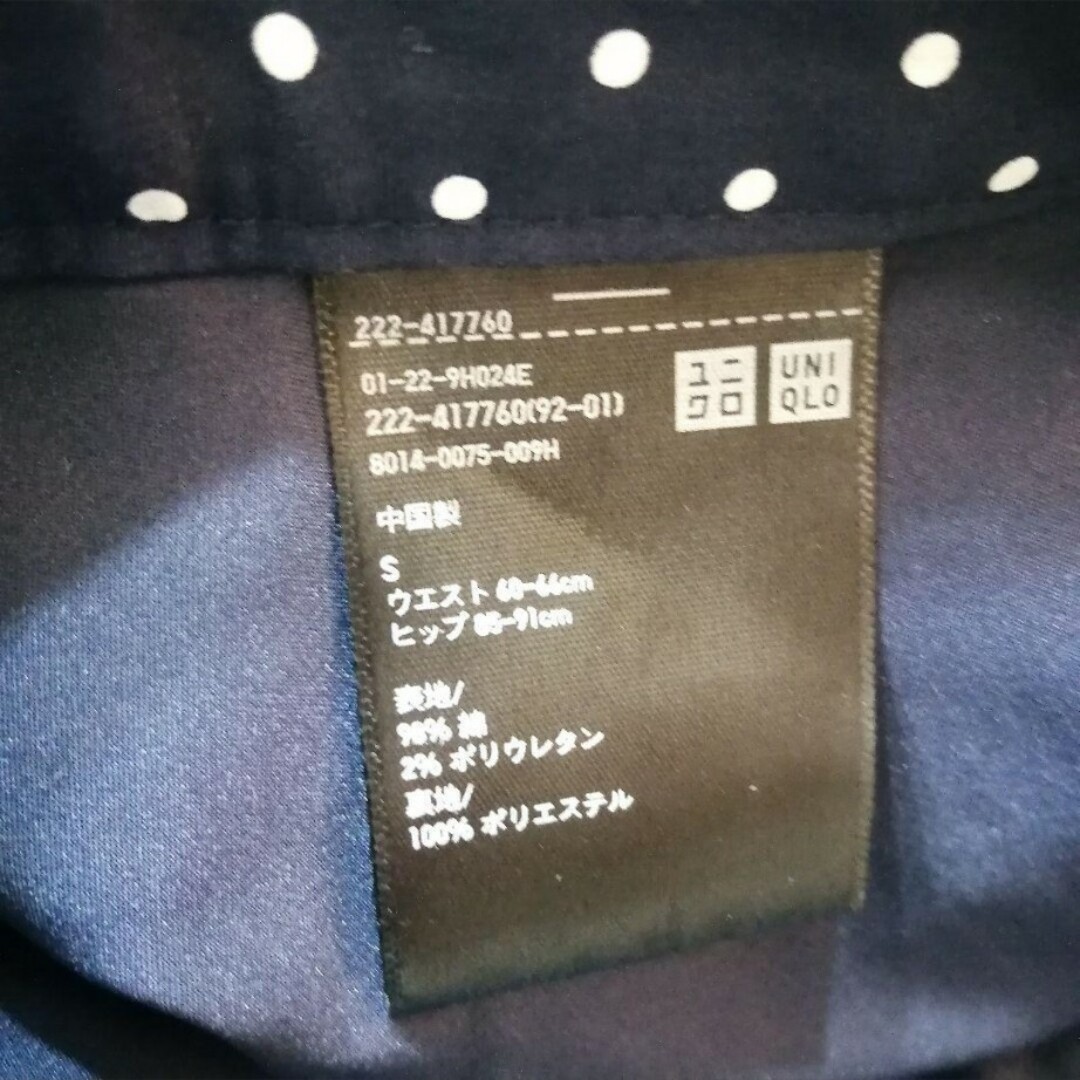 222-417760
01-22-9H024E
222-417760(92-01)
8014-0075-009H
ユニ
クロ
UNI
QLO
中国製
S
ウエスト 60-66cm
ヒップ 85-91cm
表地/
98% 綿
2% ポリウレタン
裏地/
100% ポリエステル